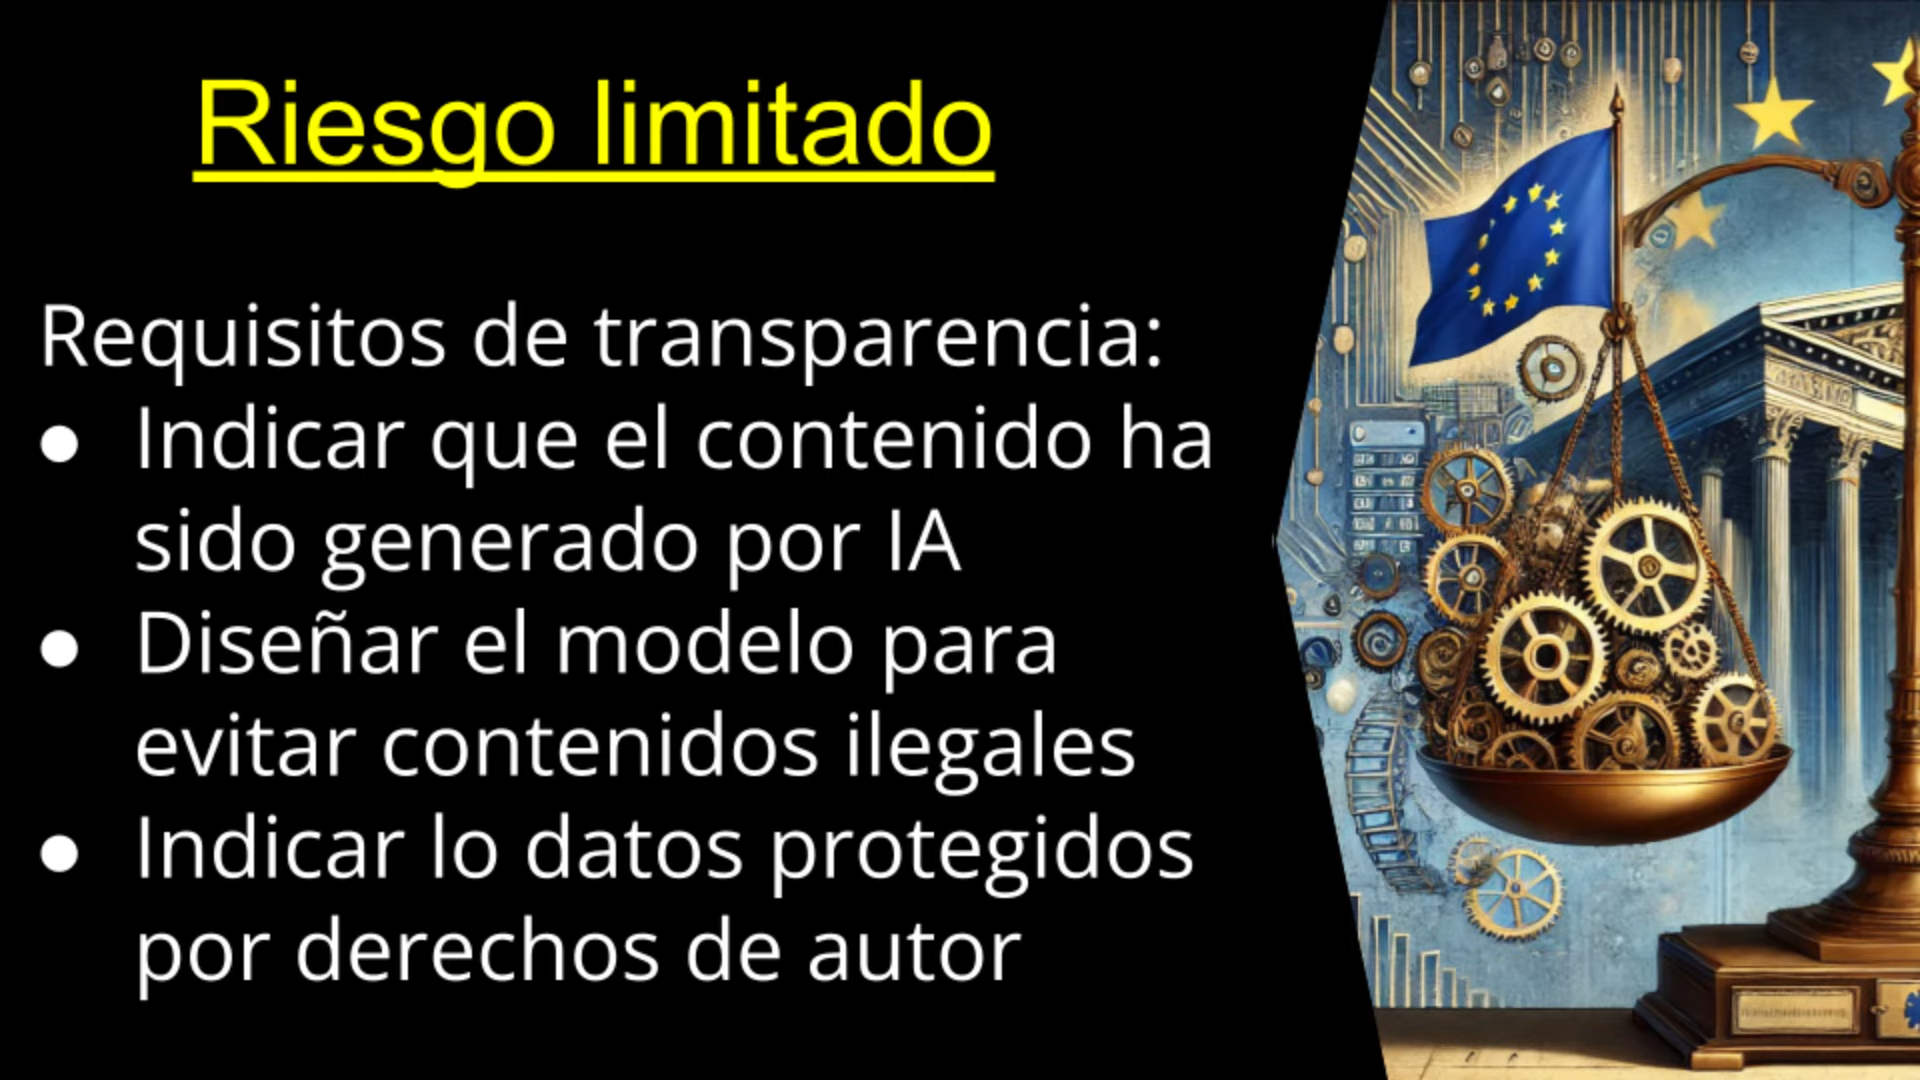 Riesgo limitado
Requisitos de transparencia:
● Indicar que el contenido ha
sido generado por IA
● Diseñar el modelo para
evitar contenidos ilegales
● Indicar lo datos protegidos
por derechos de autor